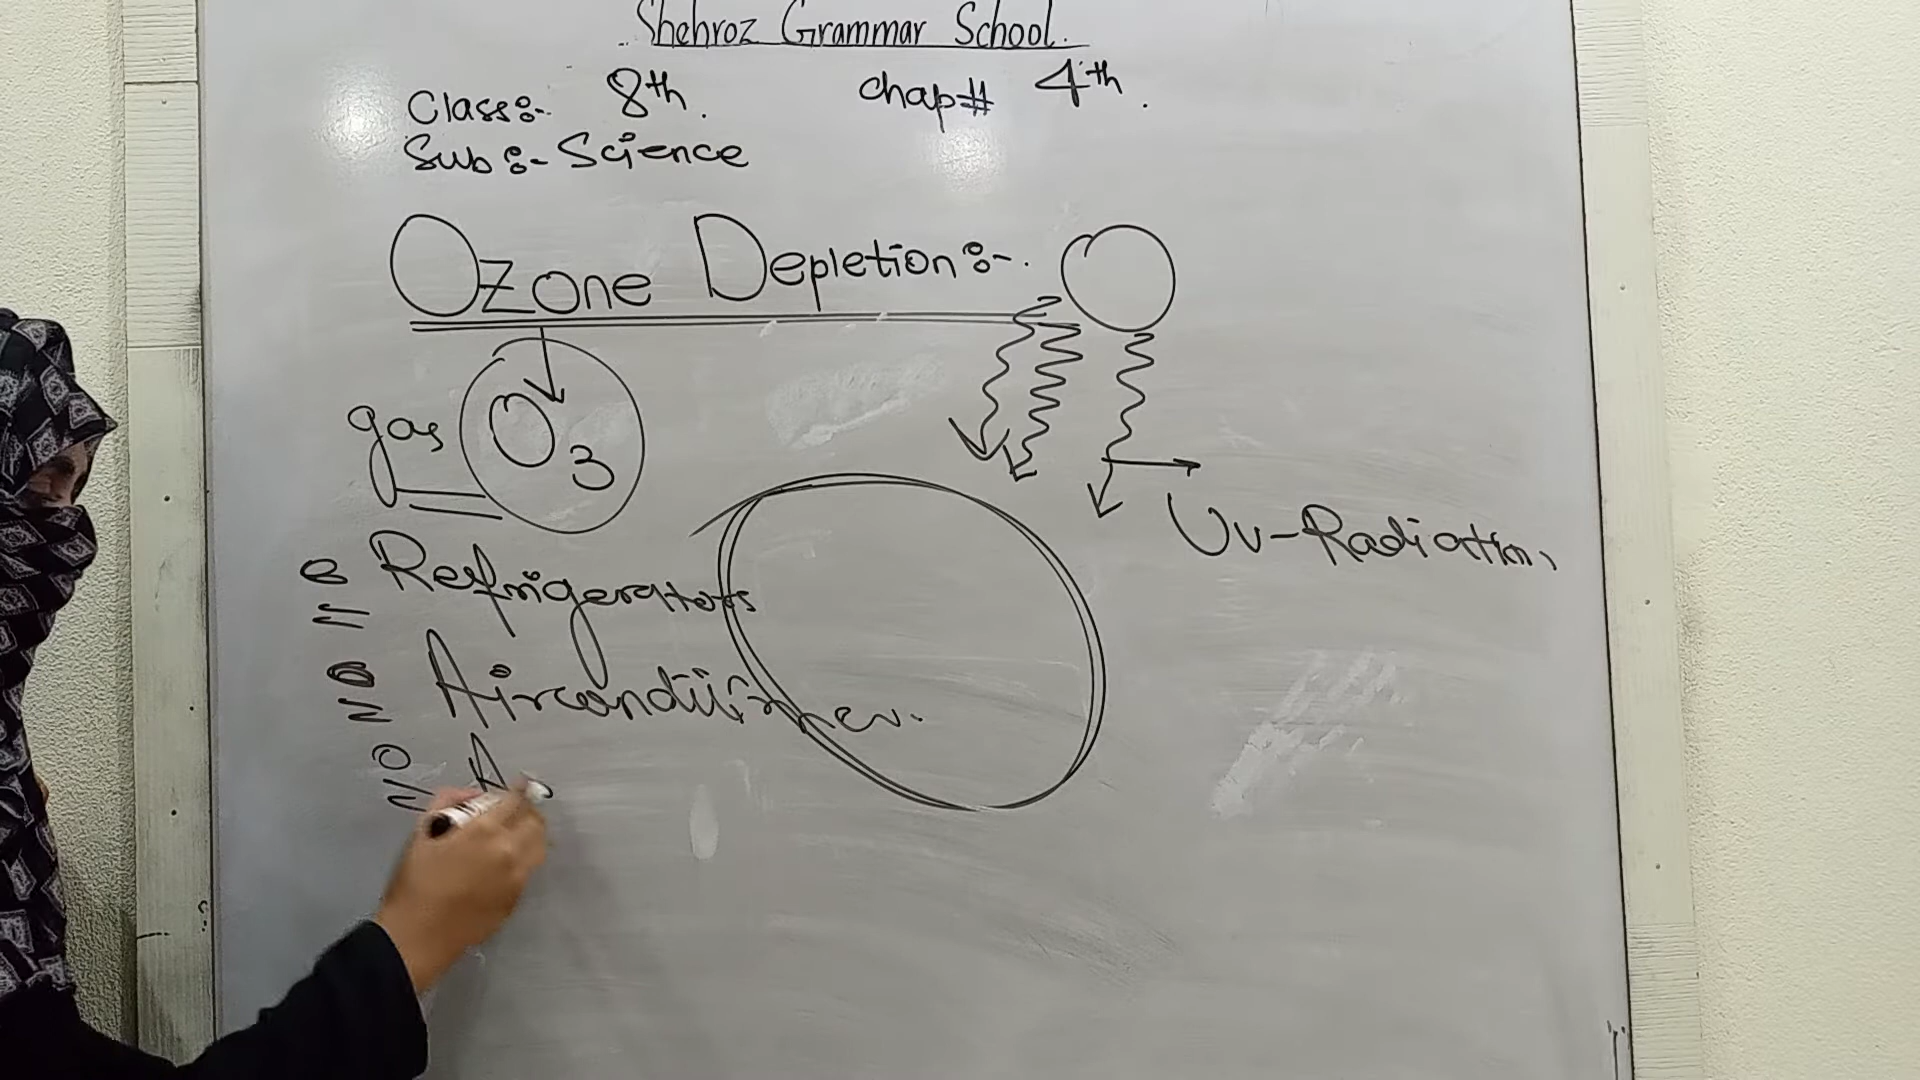 Shehroz Grammar School.
Class:- 8th. chap# 4th.
Sub:- Science
Ozone Depletion:-.
gas O3
Uv-Radiation
Refrigerators
Airconditioner.
A